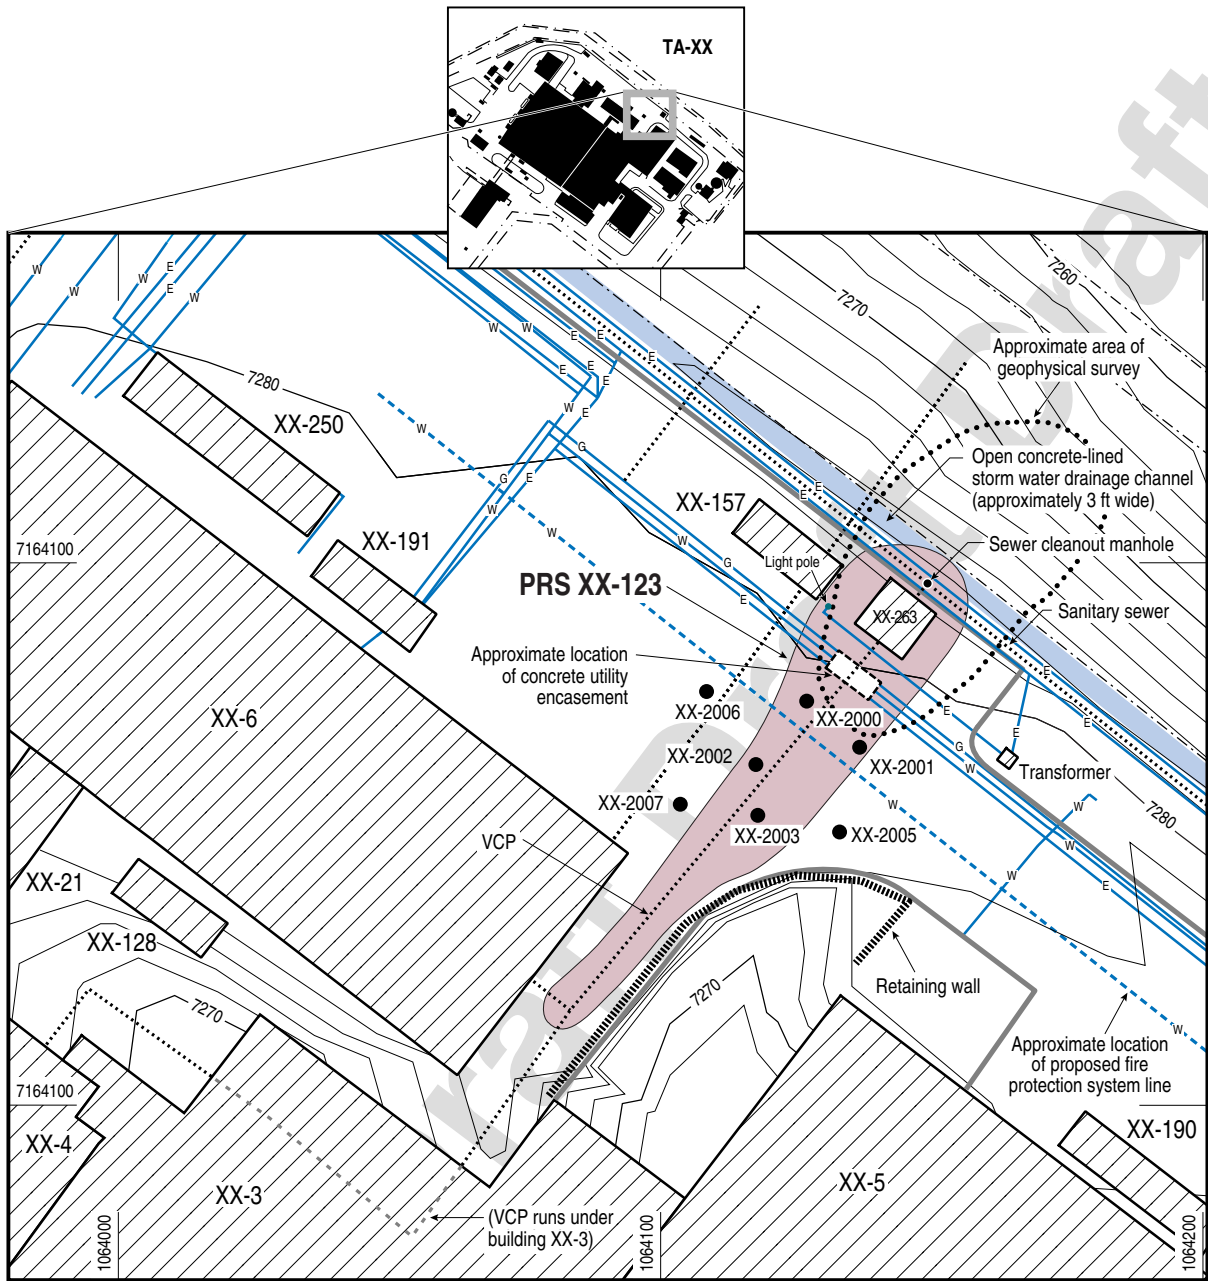 TA-XX
7260
7270
W
W
W
E
E
W
W
W
E
E
E
E
E
E
W
E
Approximate area of
geophysical survey
7280
XX-250
W
G
G
E
W
Open concrete-lined
storm water drainage channel
(approximately 3 ft wide)
E
E
XX-157
W
W
7164100
XX-191
Light pole
G
E
Sewer cleanout manhole
PRS XX-123
XX-263
Sanitary sewer
Approximate location
of concrete utility
encasement
XX-6
XX-2006
XX-2000
E
E
E
E
G
W
XX-2002
XX-2001
Transformer
XX-2007
W
W
7280
XX-2003
XX-2005
VCP
W
W
E
XX-21
XX-128
7270
7270
Retaining wall
W
Approximate location
of proposed fire
protection system line
7164100
XX-4
XX-190
XX-3
XX-5
(VCP runs under
building XX-3)
1064000
1064100
1064200
Draft
Draft